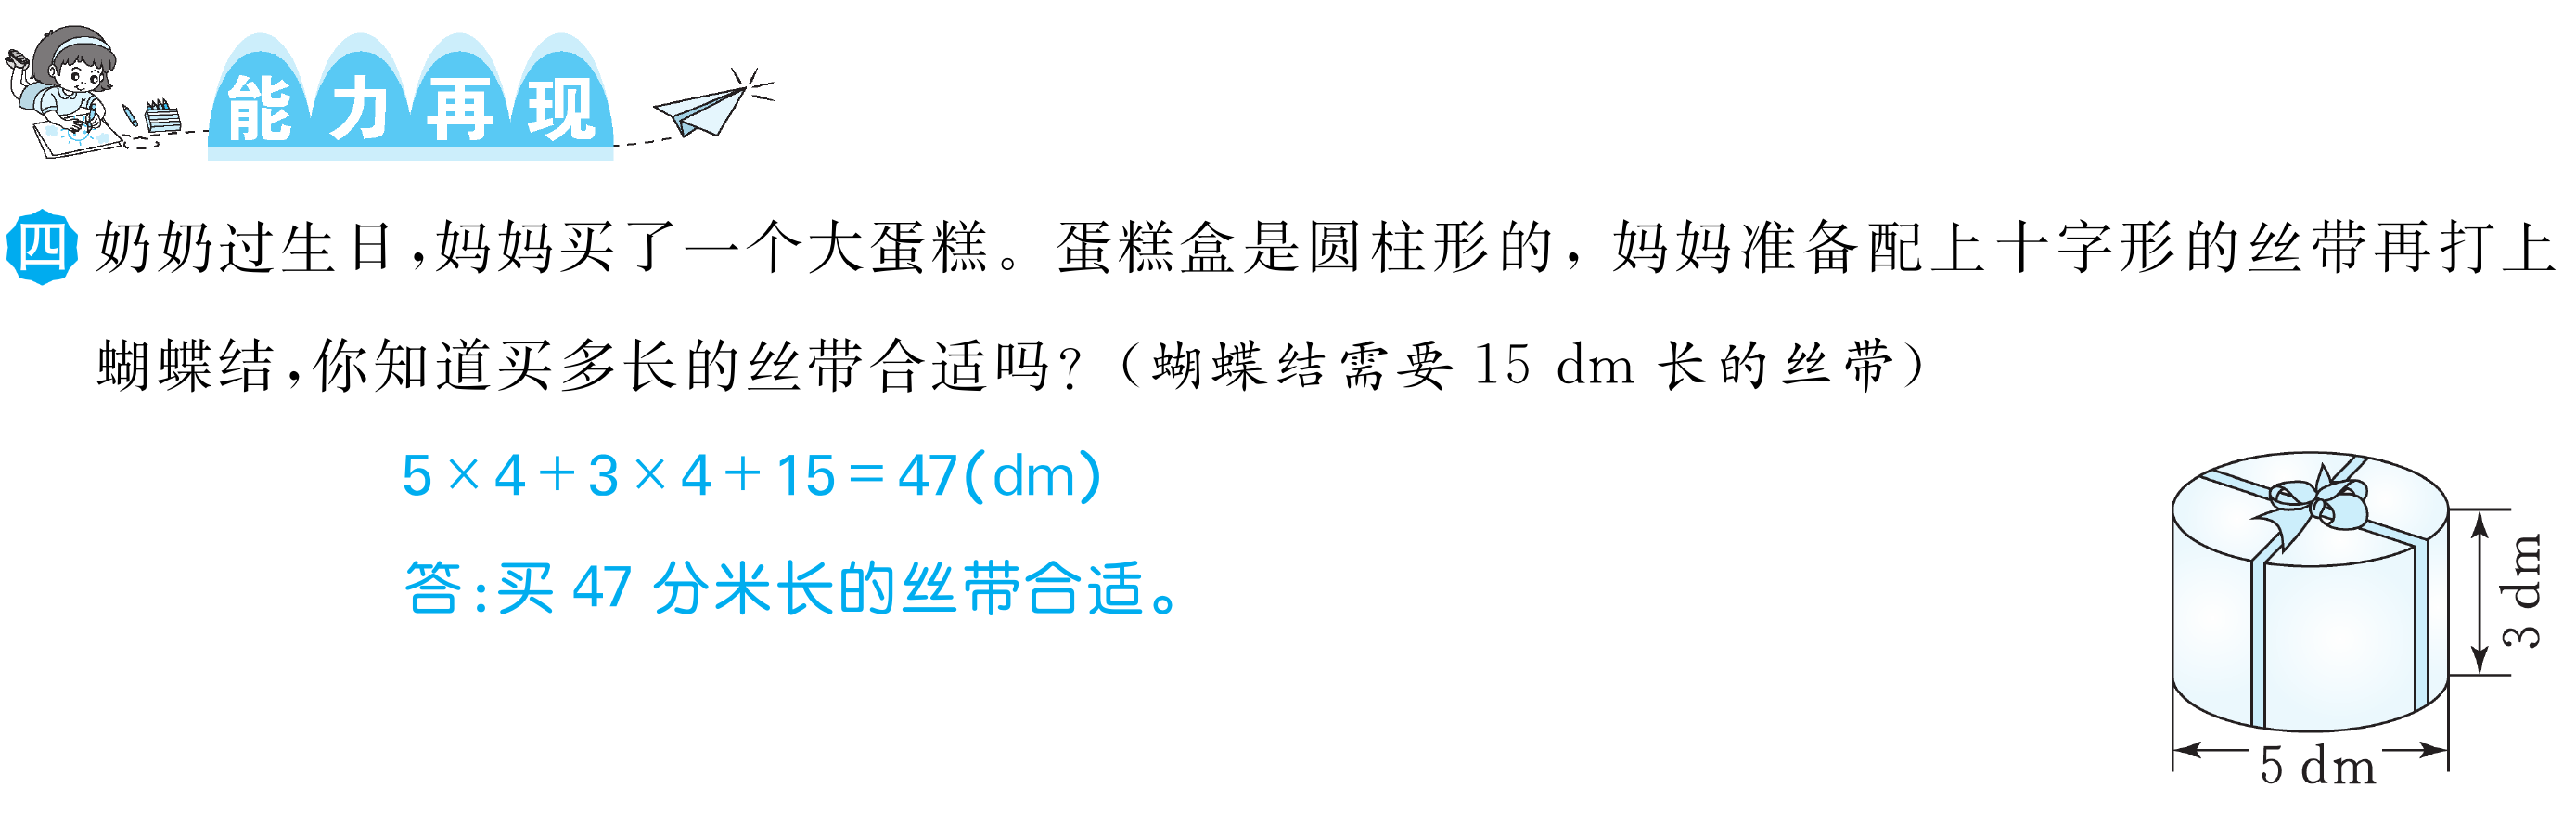 能力再现
四 奶奶过生日,妈妈买了一个大蛋糕。蛋糕盒是圆柱形的,妈妈准备配上十字形的丝带再打上
蝴蝶结,你知道买多长的丝带合适吗?(蝴蝶结需要 15 dm 长的丝带)
5×4+3×4+15=47(dm)
答:买 47 分米长的丝带合适。
3 dm
5 dm